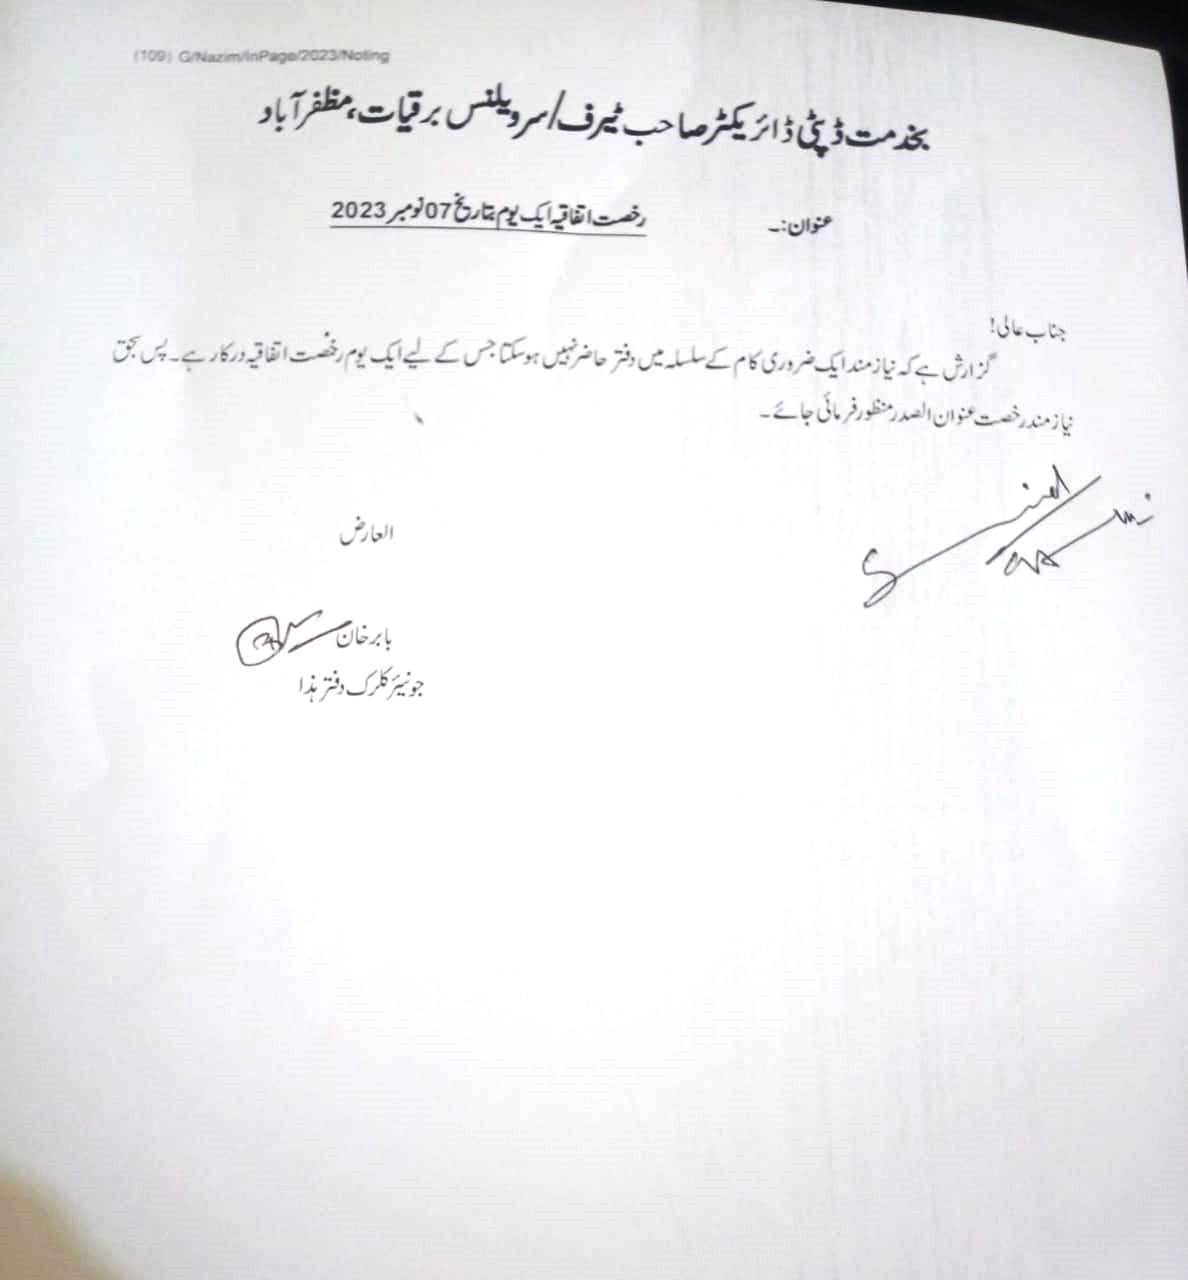 (109) G/Nazim/InPage/2023/Noting
بخدمت ڈپٹی ڈائریکٹر صاحب ٹیرف/سرویلنس برقیات، مظفرآباد
عنوان:۔ رخصت اتفاقیہ ایک یوم بتاریخ 07 نومبر 2023
جناب عالی!
گزارش ہے کہ نیازمند ایک ضروری کام کے سلسلہ میں دفتر حاضر نہیں ہو سکتا جس کے لیے ایک یوم رخصت اتفاقیہ درکار ہے۔ پس بحق
نیازمند رخصت عنوان الصدر منظور فرمائی جائے۔
العارض
بابر خان
جونیئر کلرک دفتر ہذا